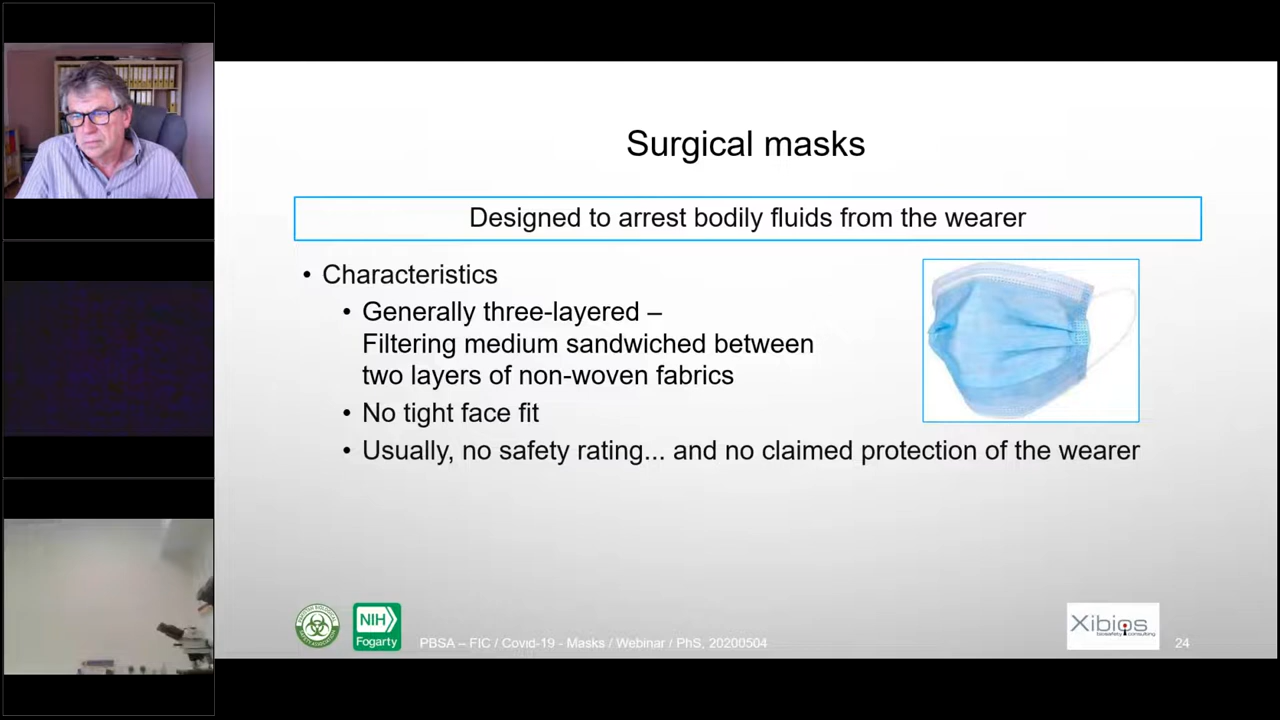 Surgical masks
Designed to arrest bodily fluids from the wearer
• Characteristics
• Generally three-layered –
Filtering medium sandwiched between
two layers of non-woven fabrics
• No tight face fit
• Usually, no safety rating... and no claimed protection of the wearer
NIH
Fogarty
PBSA – FIC / Covid-19 - Masks / Webinar / PhS, 20200504
Xibios
biosafety consulting
24